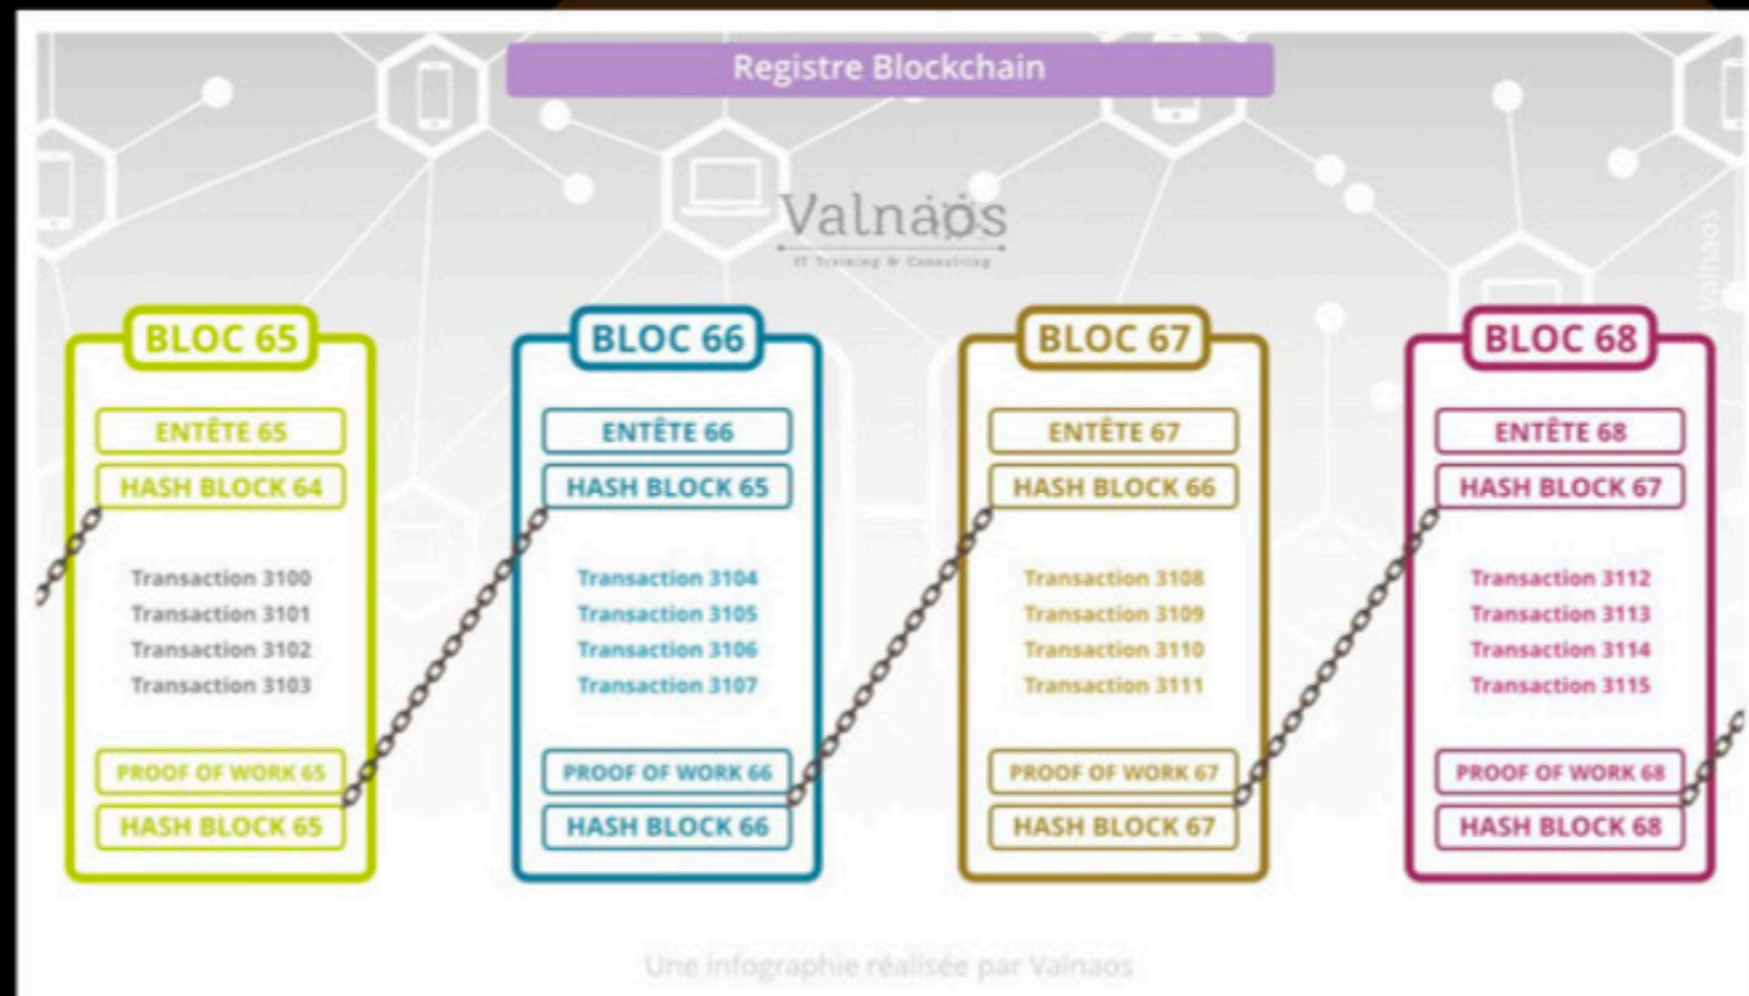 Registre Blockchain
Valnaos
IT Training & Consulting
Valnaos
BLOC 65
ENTÊTE 65
HASH BLOCK 64
Transaction 3100
Transaction 3101
Transaction 3102
Transaction 3103
PROOF OF WORK 65
HASH BLOCK 65
BLOC 66
ENTÊTE 66
HASH BLOCK 65
Transaction 3104
Transaction 3105
Transaction 3106
Transaction 3107
PROOF OF WORK 66
HASH BLOCK 66
BLOC 67
ENTÊTE 67
HASH BLOCK 66
Transaction 3108
Transaction 3109
Transaction 3110
Transaction 3111
PROOF OF WORK 67
HASH BLOCK 67
BLOC 68
ENTÊTE 68
HASH BLOCK 67
Transaction 3112
Transaction 3113
Transaction 3114
Transaction 3115
PROOF OF WORK 68
HASH BLOCK 68
Une infographie réalisée par Valnaos